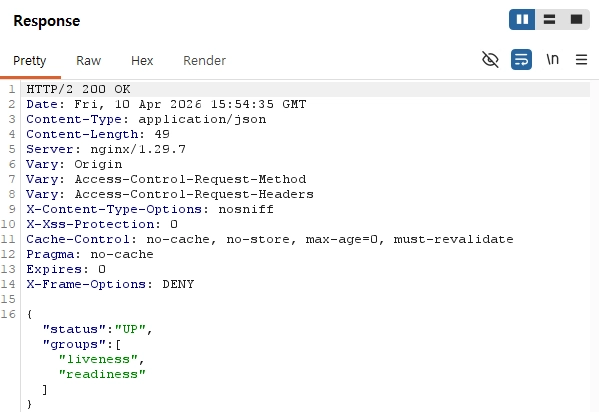 Response
Pretty Raw Hex Render \n
1 HTTP/2 200 OK
2 Date: Fri, 10 Apr 2026 15:54:35 GMT
3 Content-Type: application/json
4 Content-Length: 49
5 Server: nginx/1.29.7
6 Vary: Origin
7 Vary: Access-Control-Request-Method
8 Vary: Access-Control-Request-Headers
9 X-Content-Type-Options: nosniff
10 X-Xss-Protection: 0
11 Cache-Control: no-cache, no-store, max-age=0, must-revalidate
12 Pragma: no-cache
13 Expires: 0
14 X-Frame-Options: DENY
15
16 {
"status":"UP",
"groups":[
"liveness",
"readiness"
]
}